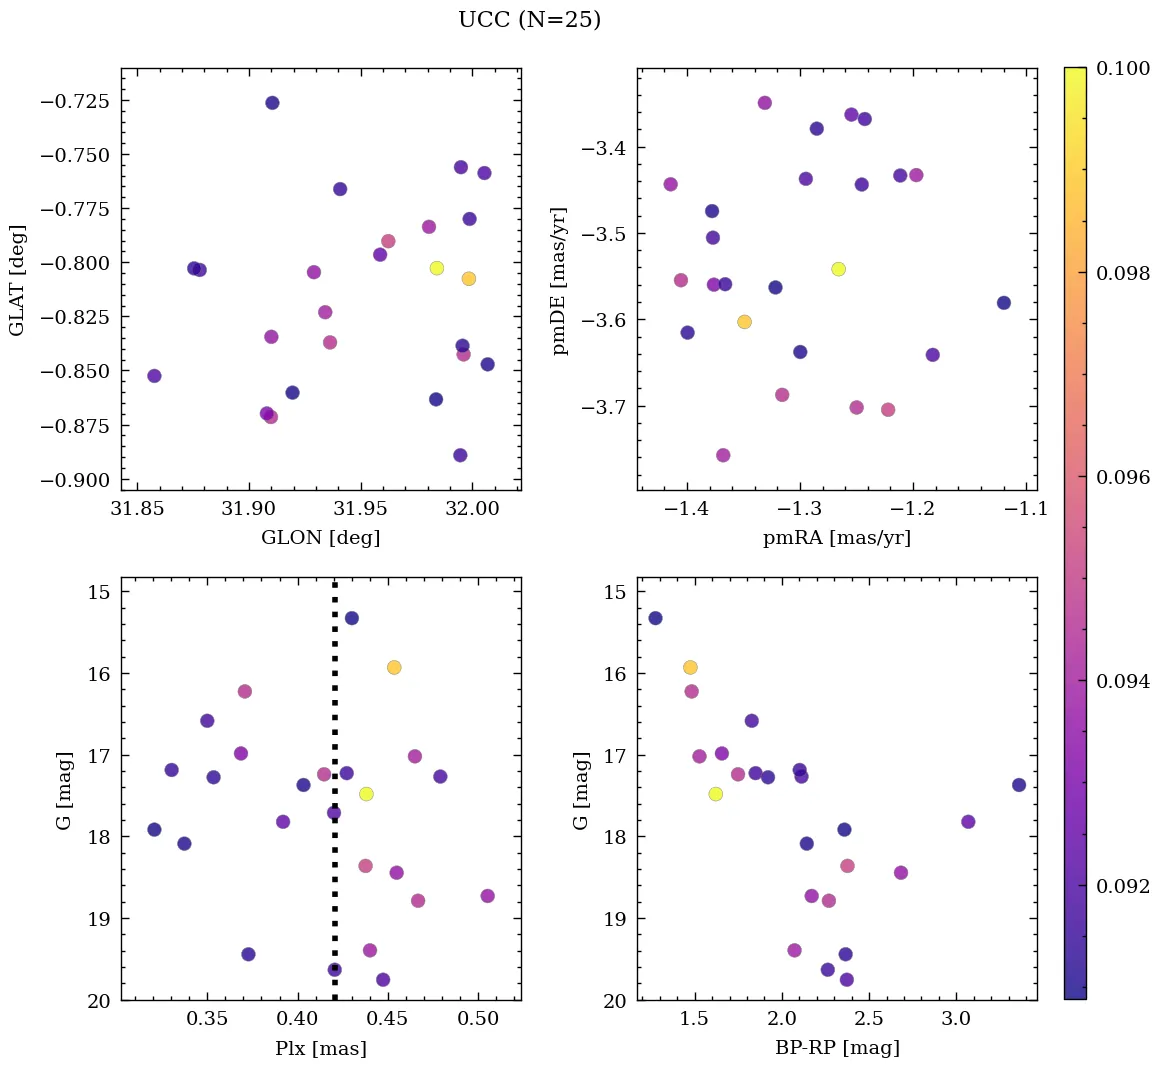 UCC (N=25)
−0.725
−0.750
−0.775
−0.800
−0.825
−0.850
−0.875
−0.900
GLAT [deg]
31.85 31.90 31.95 32.00
GLON [deg]
−3.4
−3.5
−3.6
−3.7
pmDE [mas/yr]
−1.4 −1.3 −1.2 −1.1
pmRA [mas/yr]
0.100
0.098
0.096
0.094
0.092
15
16
17
18
19
20
G [mag]
0.35 0.40 0.45 0.50
Plx [mas]
15
16
17
18
19
20
G [mag]
1.5 2.0 2.5 3.0
BP-RP [mag]